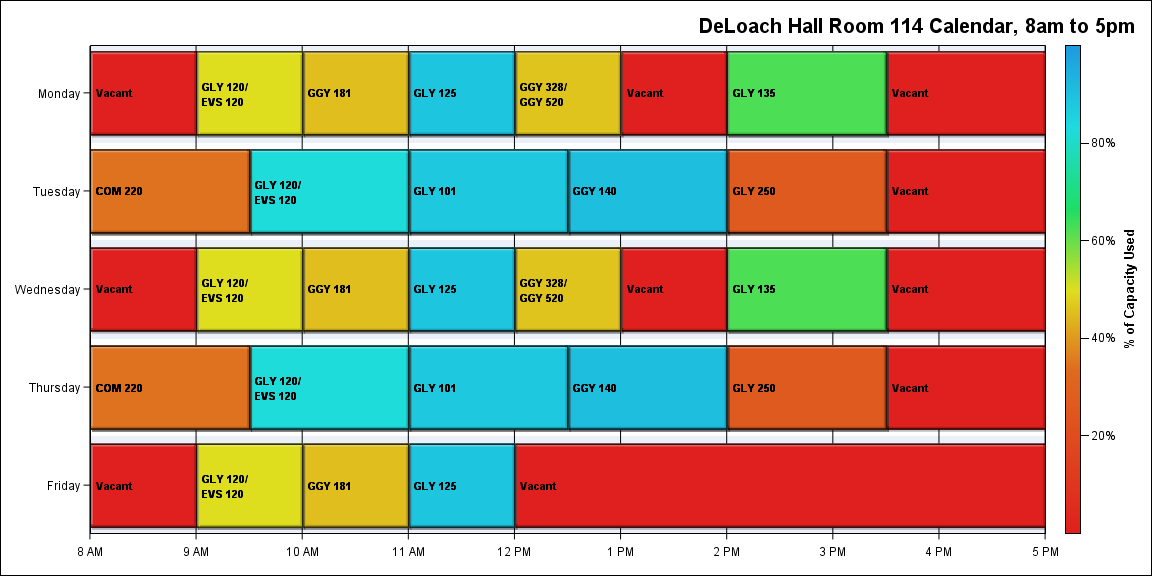 DeLoach Hall Room 114 Calendar, 8am to 5pm
Monday
Vacant
GLY 120/
EVS 120
GGY 181
GLY 125
GGY 328/
GGY 520
Vacant
GLY 135
Vacant
Tuesday
COM 220
GLY 120/
EVS 120
GLY 101
GGY 140
GLY 250
Vacant
Wednesday
Vacant
GLY 120/
EVS 120
GGY 181
GLY 125
GGY 328/
GGY 520
Vacant
GLY 135
Vacant
Thursday
COM 220
GLY 120/
EVS 120
GLY 101
GGY 140
GLY 250
Vacant
Friday
Vacant
GLY 120/
EVS 120
GGY 181
GLY 125
Vacant
8 AM
9 AM
10 AM
11 AM
12 PM
1 PM
2 PM
3 PM
4 PM
5 PM
80%
60%
40%
20%
% of Capacity Used